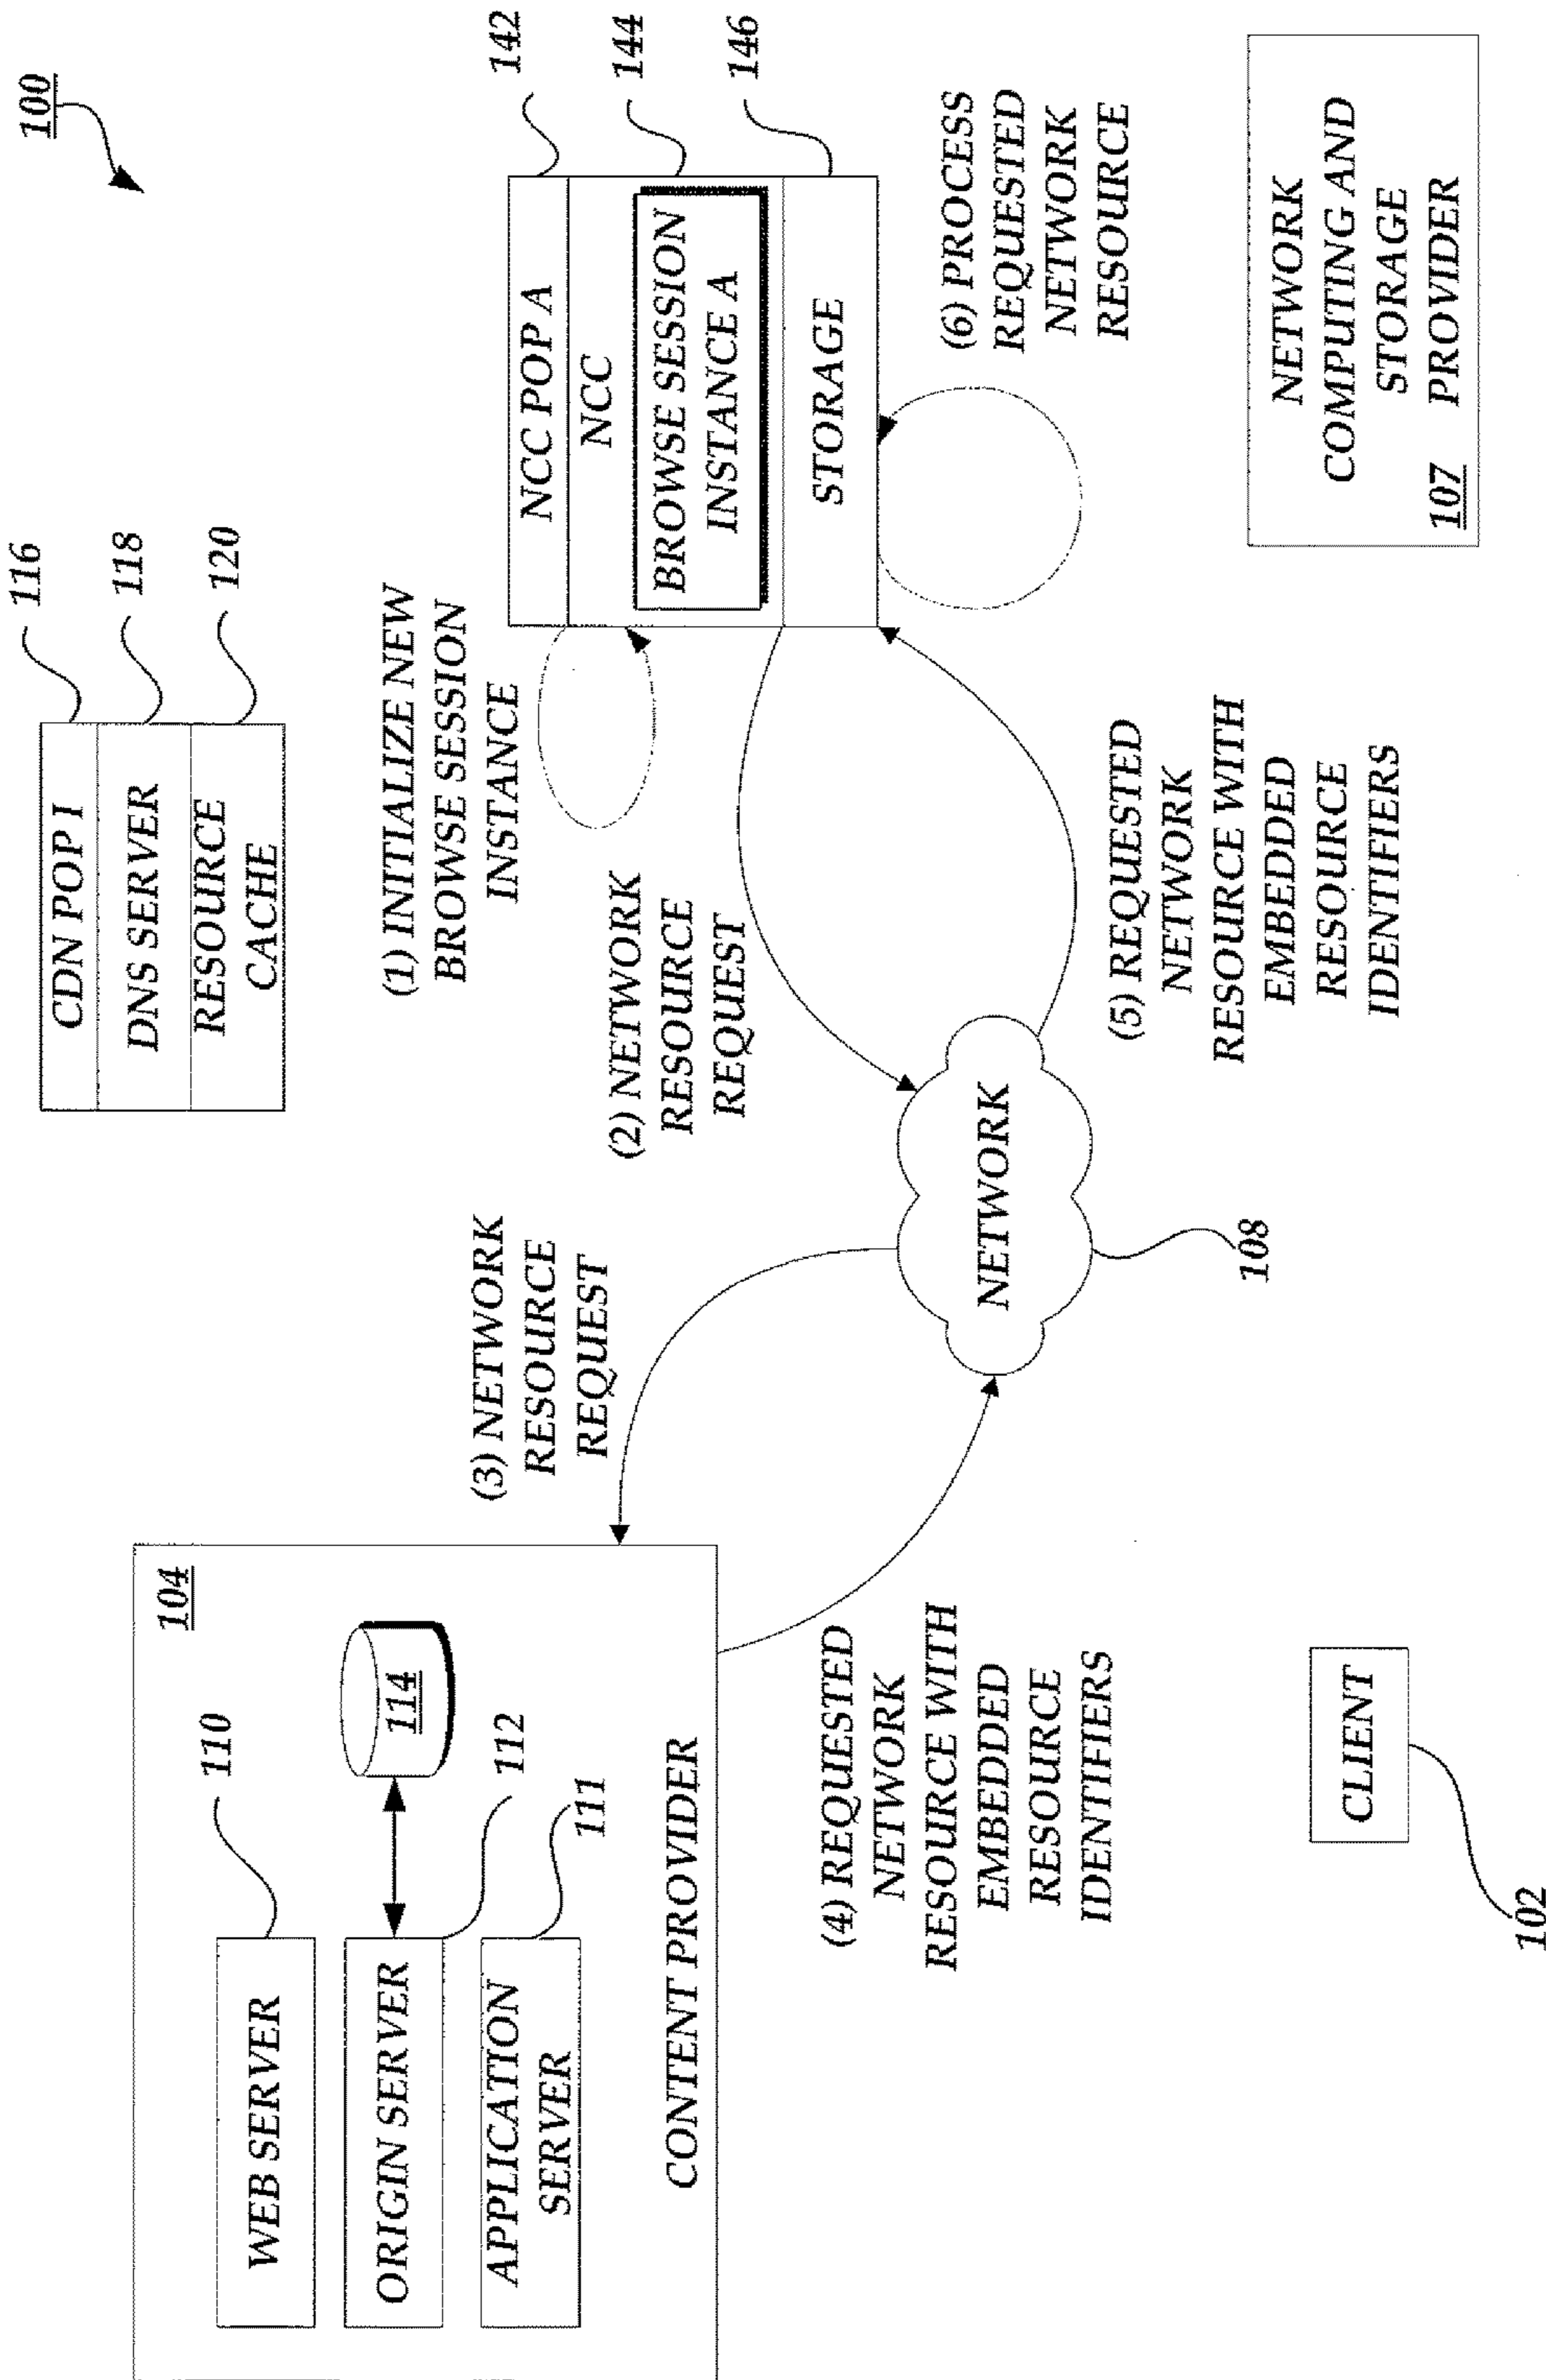 100
104
WEB SERVER
110
ORIGIN SERVER
114
112
APPLICATION
SERVER
111
CONTENT PROVIDER
CDN POP I
DNS SERVER
RESOURCE
CACHE
116
118
120
(1) INITIALIZE NEW
BROWSE SESSION
INSTANCE
NCC POP A
NCC
BROWSE SESSION
INSTANCE A
STORAGE
142
144
146
(2) NETWORK
RESOURCE
REQUEST
(3) NETWORK
RESOURCE
REQUEST
NETWORK
108
(4) REQUESTED
NETWORK
RESOURCE WITH
EMBEDDED
RESOURCE
IDENTIFIERS
(5) REQUESTED
NETWORK
RESOURCE WITH
EMBEDDED
RESOURCE
IDENTIFIERS
(6) PROCESS
REQUESTED
NETWORK
RESOURCE
CLIENT
102
NETWORK
COMPUTING AND
STORAGE
PROVIDER
107